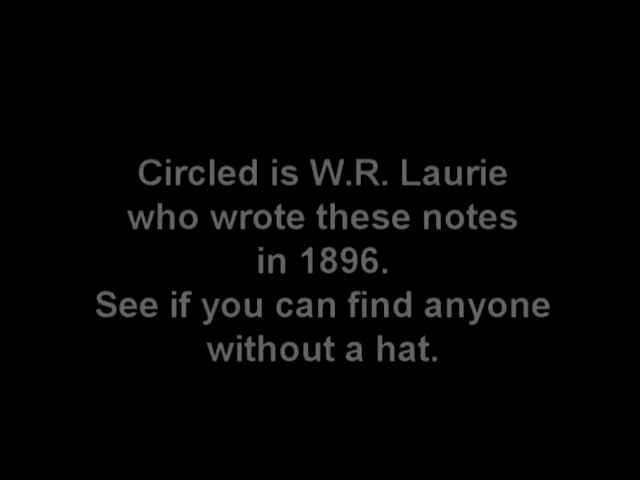 Circled is W.R. Laurie
who wrote these notes
in 1896.
See if you can find anyone
without a hat.